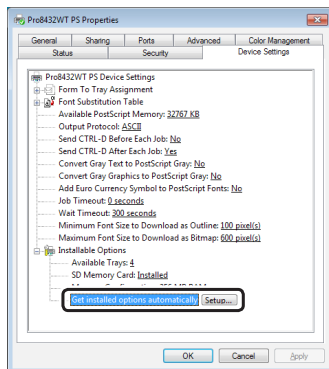 Pro8432WT PS Properties
General Sharing Ports Advanced Color Management
Status Security Device Settings
Pro8432WT PS Device Settings
Form To Tray Assignment
Font Substitution Table
Available PostScript Memory: 32767 KB
Output Protocol: ASCII
Send CTRL-D Before Each Job: No
Send CTRL-D After Each Job: Yes
Convert Gray Text to PostScript Gray: No
Convert Gray Graphics to PostScript Gray: No
Add Euro Currency Symbol to PostScript Fonts: No
Job Timeout: 0 seconds
Wait Timeout: 300 seconds
Minimum Font Size to Download as Outline: 100 pixel(s)
Maximum Font Size to Download as Bitmap: 600 pixel(s)
Installable Options
Available Trays: 4
SD Memory Card: Installed
Get installed options automatically Setup...
OK Cancel Apply